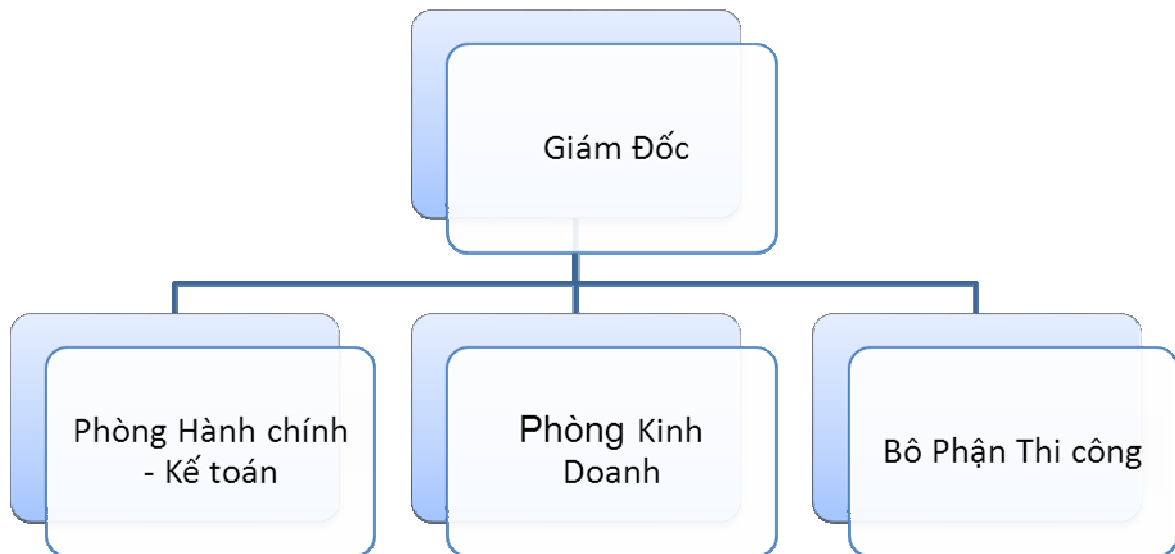 Giám Đốc
Phòng Hành chính
- Kế toán
Phòng Kinh
Doanh
Bô Phận Thi công